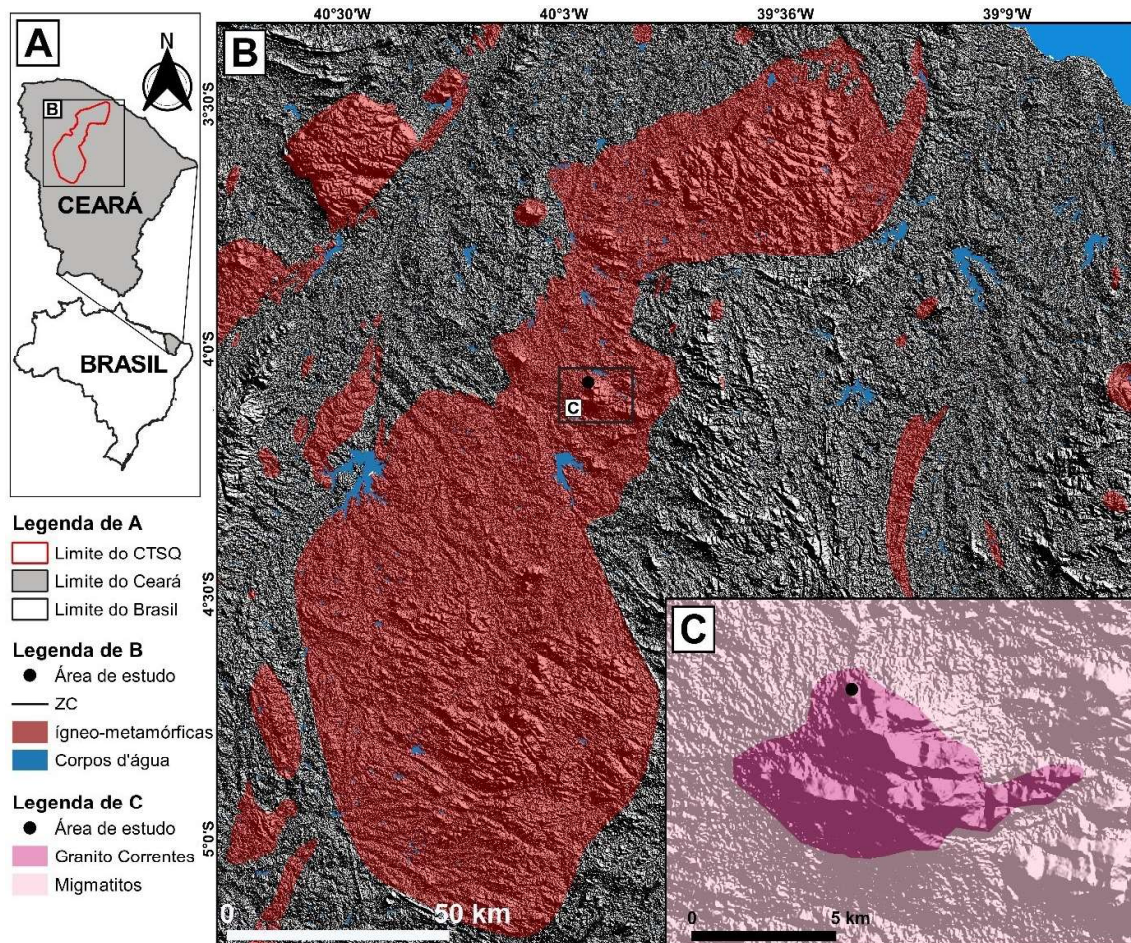 A
N
B
CEARÁ
BRASIL
Legenda de A
Limite do CTSQ
Limite do Ceará
Limite do Brasil
Legenda de B
Área de estudo
ZC
ígneo-metamórficas
Corpos d'água
Legenda de C
Área de estudo
Granito Correntes
Migmatitos
40°30'W 40°3'W 39°36'W 39°9'W
B
3°30'S
4°0'S
4°30'S
5°0'S
C
0 50 km
C
0 5 km